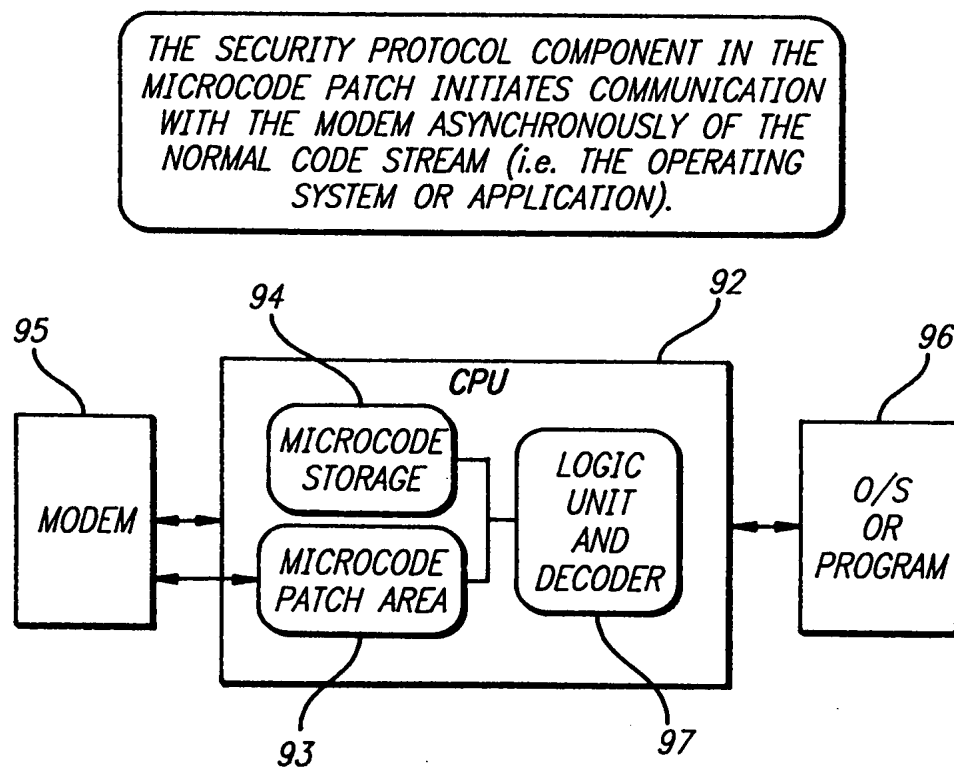 THE SECURITY PROTOCOL COMPONENT IN THE
MICROCODE PATCH INITIATES COMMUNICATION
WITH THE MODEM ASYNCHRONOUSLY OF THE
NORMAL CODE STREAM (i.e. THE OPERATING
SYSTEM OR APPLICATION).
94
92
95
96
CPU
MICROCODE
STORAGE
LOGIC
UNIT
AND
DECODER
MODEM
O/S
OR
PROGRAM
MICROCODE
PATCH AREA
93
97